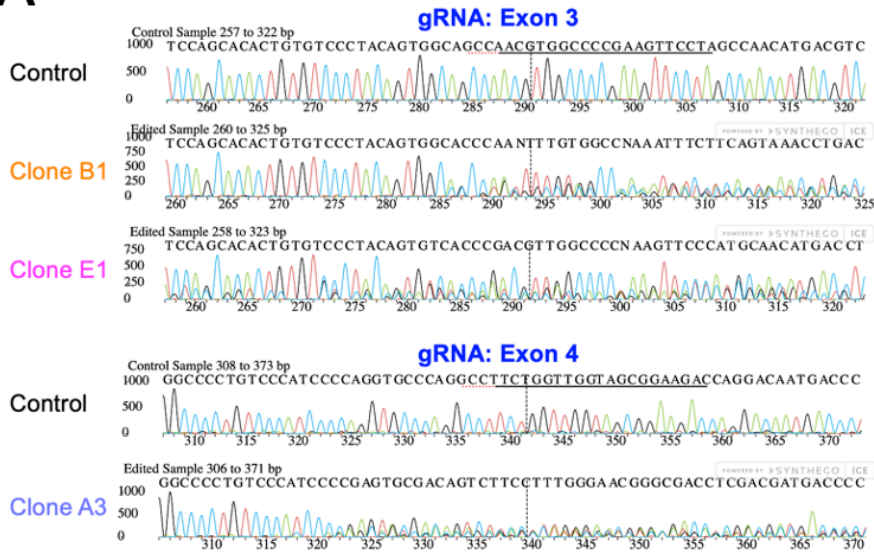 gRNA: Exon 3
Control Sample 257 to 322 bp
TCCAGCACACTGTGTCCCTACAGTGGCAGCCAACGTGGCCCCGAAGTTCCTAGCCAACATGACGTC
Control
1000
500
0
260 265 270 275 280 285 290 295 300 305 310 315 320
POWERED BY SYNTHEGO ICE
Edited Sample 260 to 325 bp
TCCAGCACACTGTGTCCCTACAGTGGCACCCAANTTTGTGGCCNAAATTTCTTCAGTAAACCTGAC
Clone B1
1000
750
500
250
0
260 265 270 275 280 285 290 295 300 305 310 315 320 325
POWERED BY SYNTHEGO ICE
Edited Sample 258 to 323 bp
TCCAGCACACTGTGTCCCTACAGTGTCACCCGACGTTGGCCCCNAAGTTCCCATGCAACATGACCT
Clone E1
750
500
250
0
260 265 270 275 280 285 290 295 300 305 310 315 320
gRNA: Exon 4
Control Sample 308 to 373 bp
GGCCCCTGTCCCATCCCCAGGTGCCCAGGCCTTCTGGTTGGTAGCGGAAGACCAGGACAATGACCC
Control
1000
500
0
310 315 320 325 330 335 340 345 350 355 360 365 370
POWERED BY SYNTHEGO ICE
Edited Sample 306 to 371 bp
GGCCCCTGTCCCATCCCCGAGTGCGACAGTCTTCCTTTGGGAACGGGCGACCTCGACGATGACCCC
Clone A3
1000
500
0
310 315 320 325 330 335 340 345 350 355 360 365 370